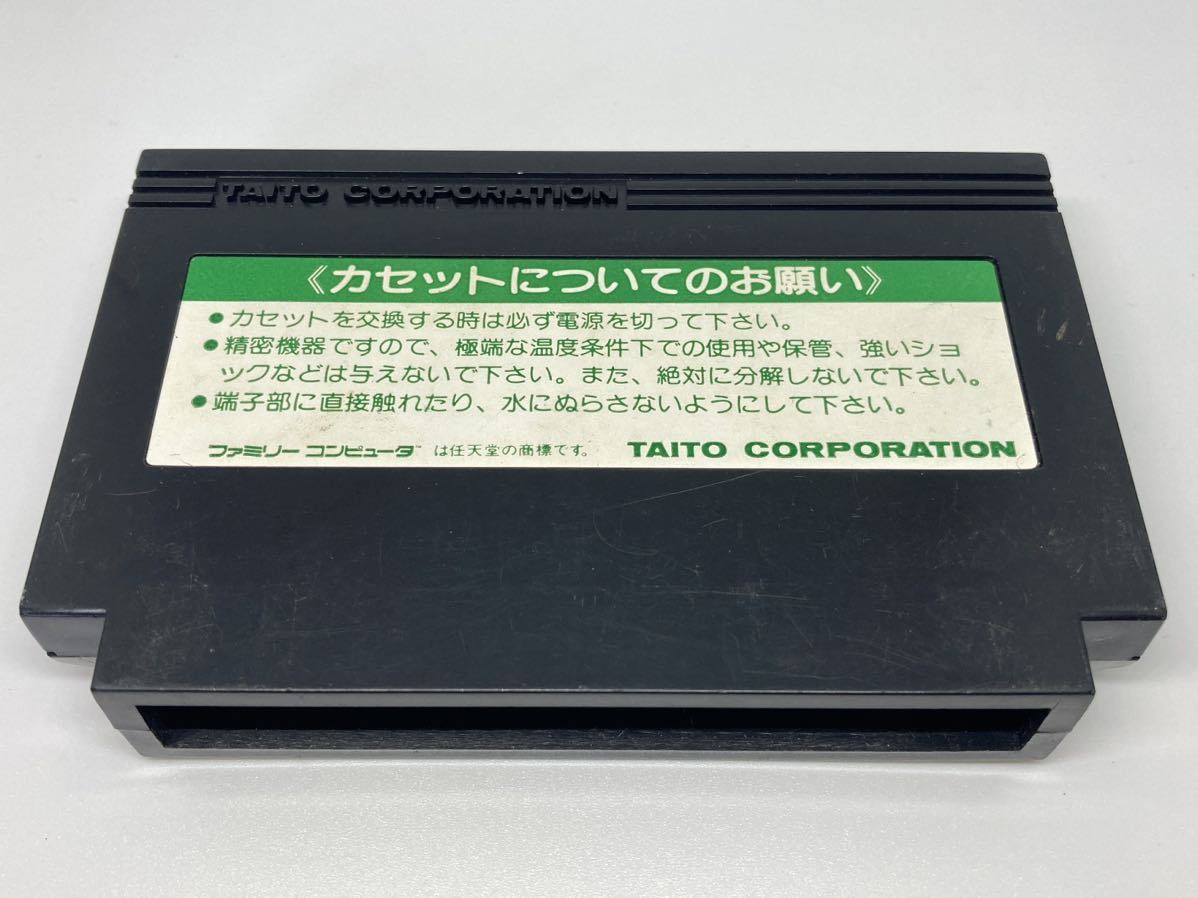 TAITO CORPORATION
《カセットについてのお願い》
●カセットを交換する時は必ず電源を切って下さい。
●精密機器ですので、極端な温度条件下での使用や保管、強いショ
ックなどは与えないで下さい。また、絶対に分解しないで下さい。
●端子部に直接触れたり、水にぬらさないようにして下さい。
ファミリーコンピュータ™ は任天堂の商標です。 TAITO CORPORATION